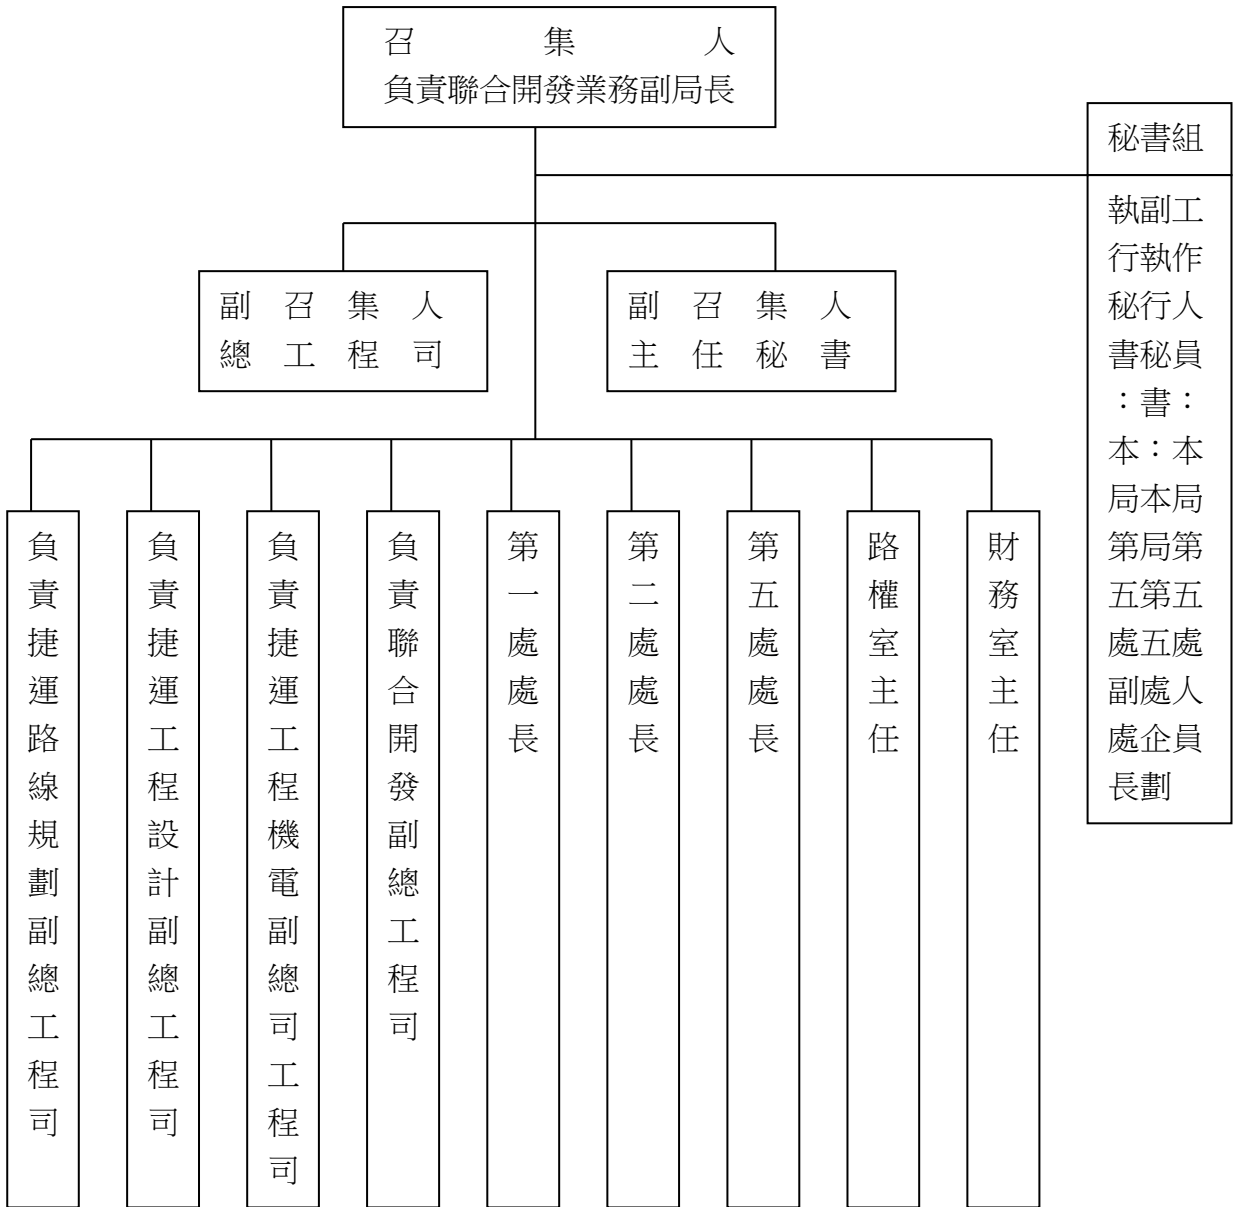 召集人
負責聯合開發業務副局長
秘書組
執行秘書：本局第五處副處長
副執行秘書：本局第五處企劃
工作人員：本局第五處人員
副召集人
總工程司
副召集人
主任秘書
負責捷運路線規劃副總工程司
負責捷運工程設計副總工程司
負責捷運工程機電副總司工程司
負責聯合開發副總工程司
第一處處長
第二處處長
第五處處長
路權室主任
財務室主任